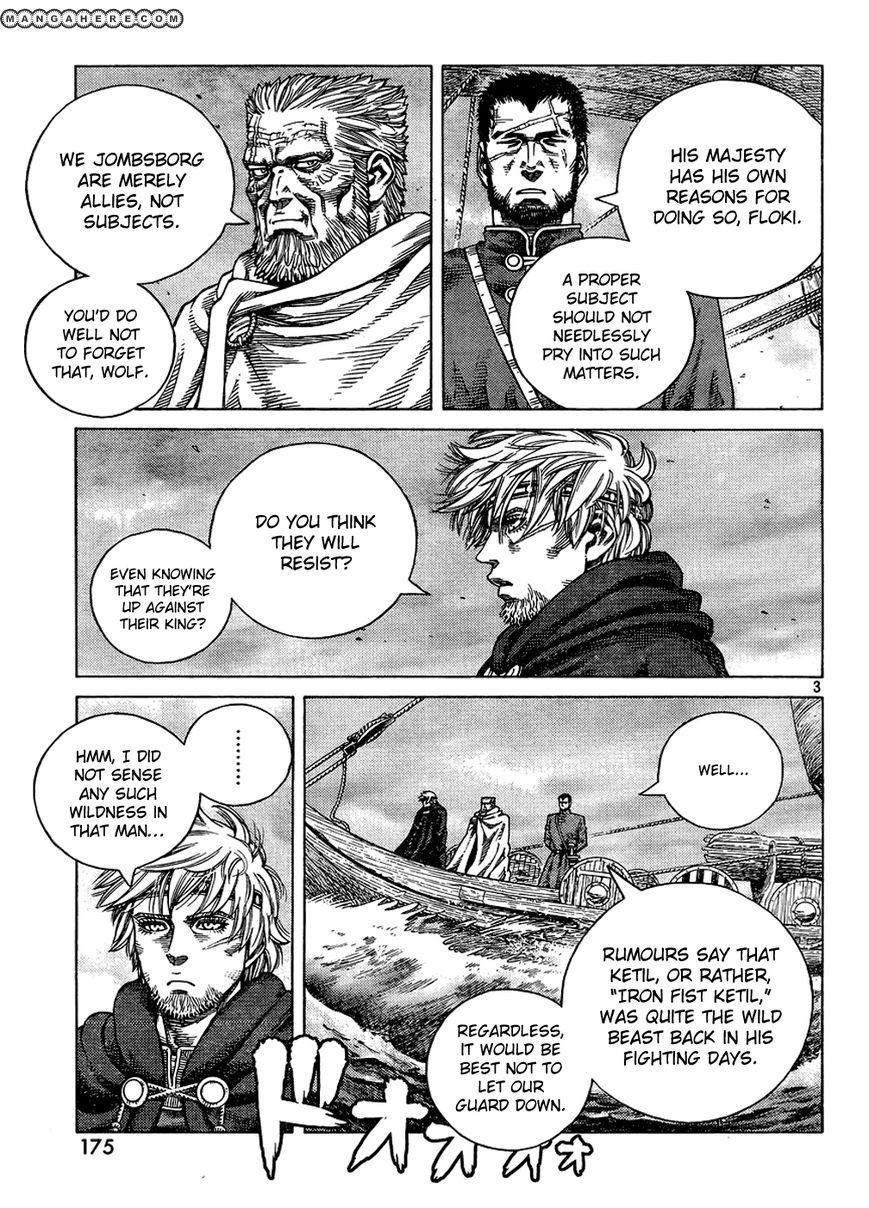 MANGAHERE.COM
HIS MAJESTY
HAS HIS OWN
REASONS FOR
DOING SO, FLOKI.
A PROPER
SUBJECT
SHOULD NOT
NEEDLESSLY
PRY INTO SUCH
MATTERS.
WE JOMBSBORG
ARE MERELY
ALLIES, NOT
SUBJECTS.
YOU'D DO
WELL NOT
TO FORGET
THAT, WOLF.
DO YOU THINK
THEY WILL
RESIST?
EVEN KNOWING
THAT THEY'RE
UP AGAINST
THEIR KING?
3
WELL...
RUMOURS SAY THAT
KETIL, OR RATHER,
"IRON FIST KETIL,"
WAS QUITE THE WILD
BEAST BACK IN HIS
FIGHTING DAYS.
REGARDLESS,
IT WOULD BE
BEST NOT TO
LET OUR
GUARD DOWN.
ドオオオォ
.........
HMM, I DID
NOT SENSE
ANY SUCH
WILDNESS IN
THAT MAN...
175